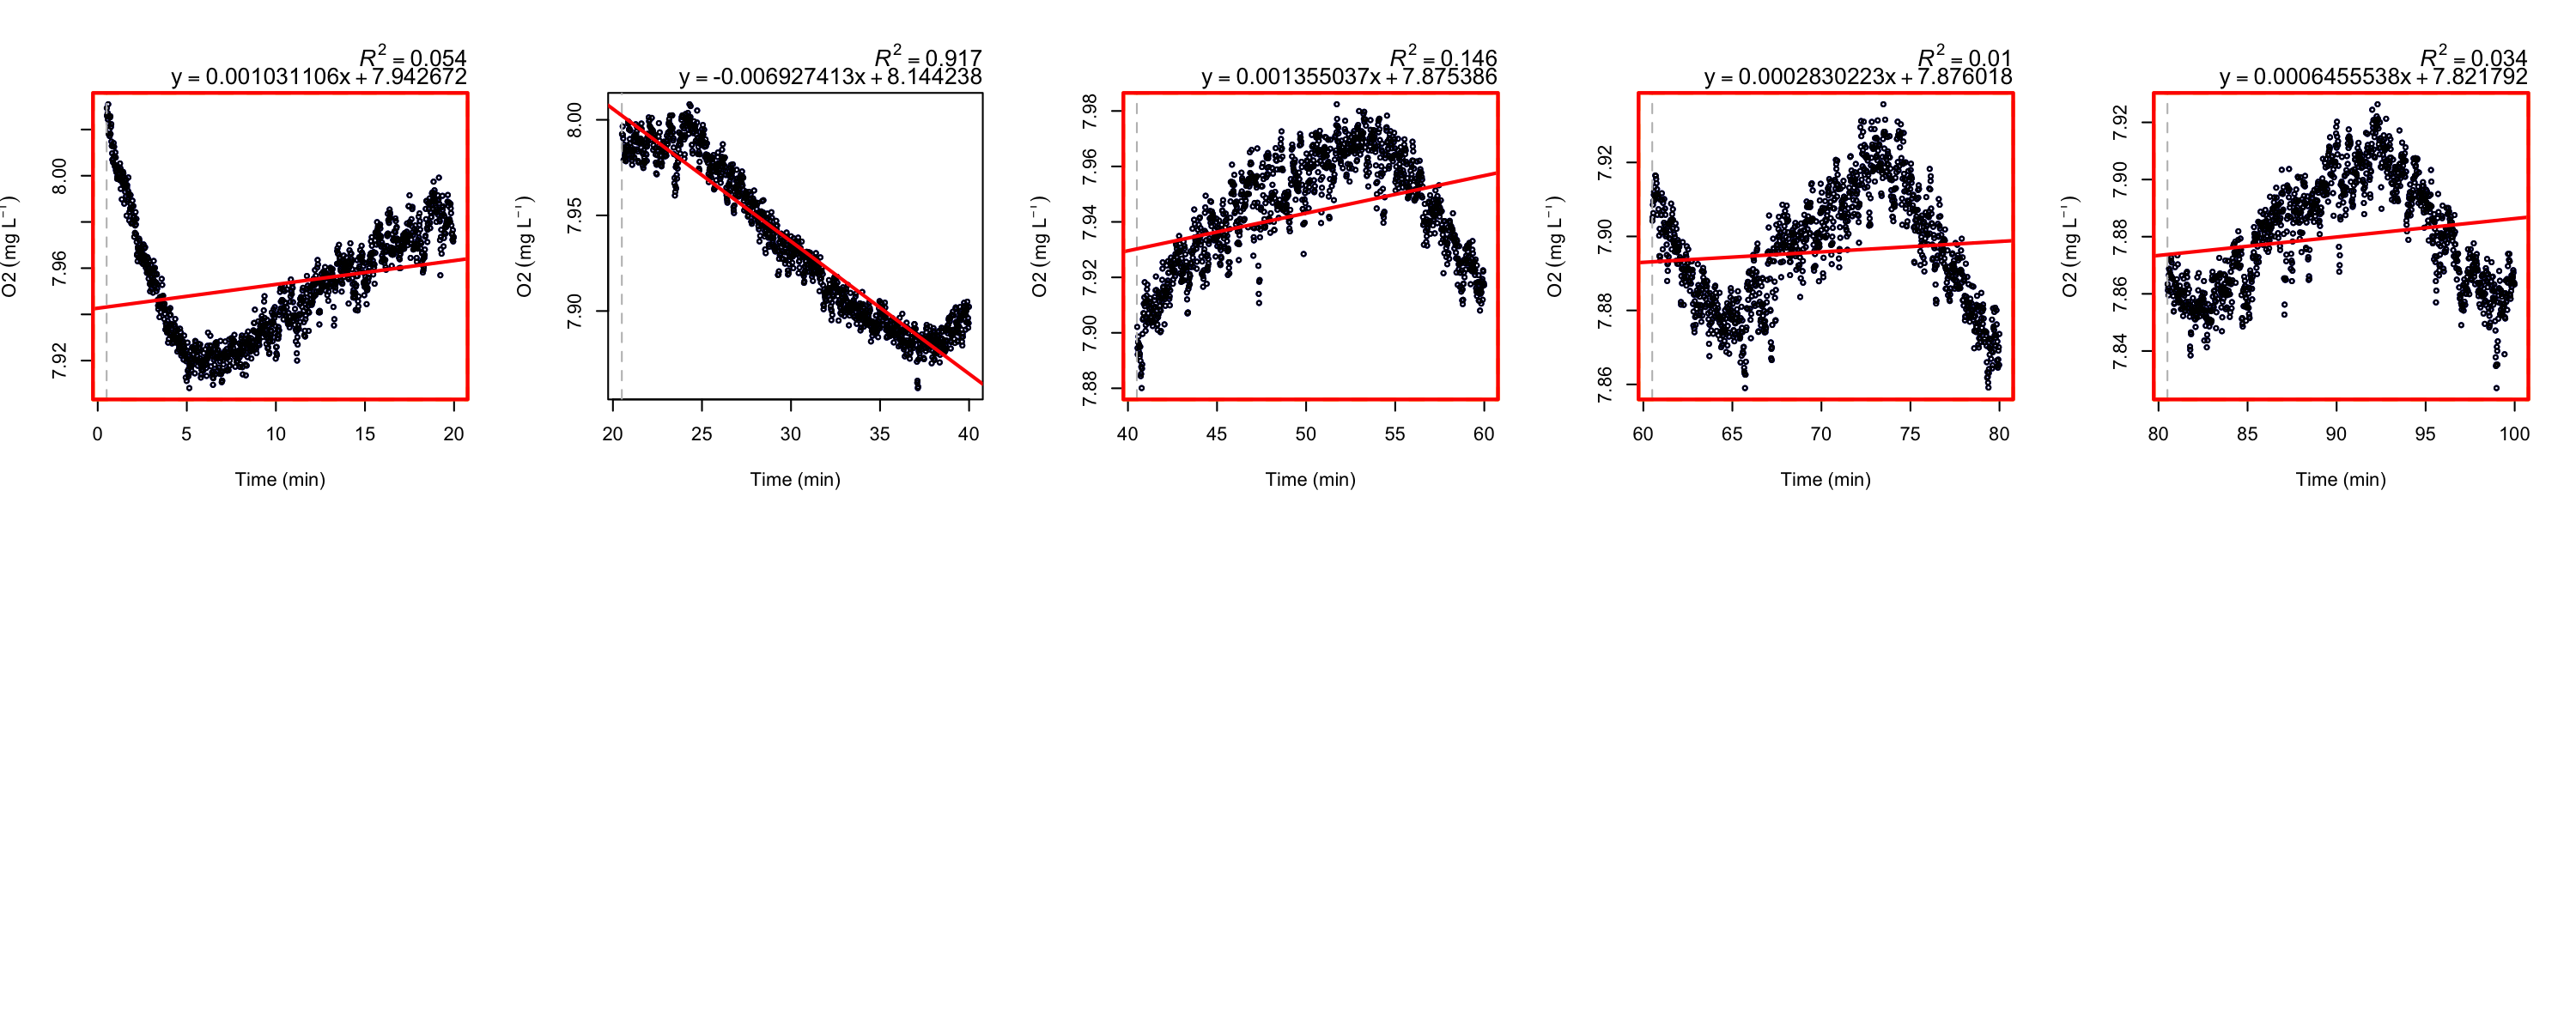 R² = 0.054
y = 0.001031106x + 7.942672
O2 (mg L⁻¹)
8.00
7.96
7.92
0 5 10 15 20
Time (min)
R² = 0.917
y = -0.006927413x + 8.144238
O2 (mg L⁻¹)
8.00
7.95
7.90
20 25 30 35 40
Time (min)
R² = 0.146
y = 0.001355037x + 7.875386
O2 (mg L⁻¹)
7.98
7.96
7.94
7.92
7.90
7.88
40 45 50 55 60
Time (min)
R² = 0.01
y = 0.0002830223x + 7.876018
O2 (mg L⁻¹)
7.92
7.90
7.88
7.86
60 65 70 75 80
Time (min)
R² = 0.034
y = 0.0006455538x + 7.821792
O2 (mg L⁻¹)
7.92
7.90
7.88
7.86
7.84
80 85 90 95 100
Time (min)